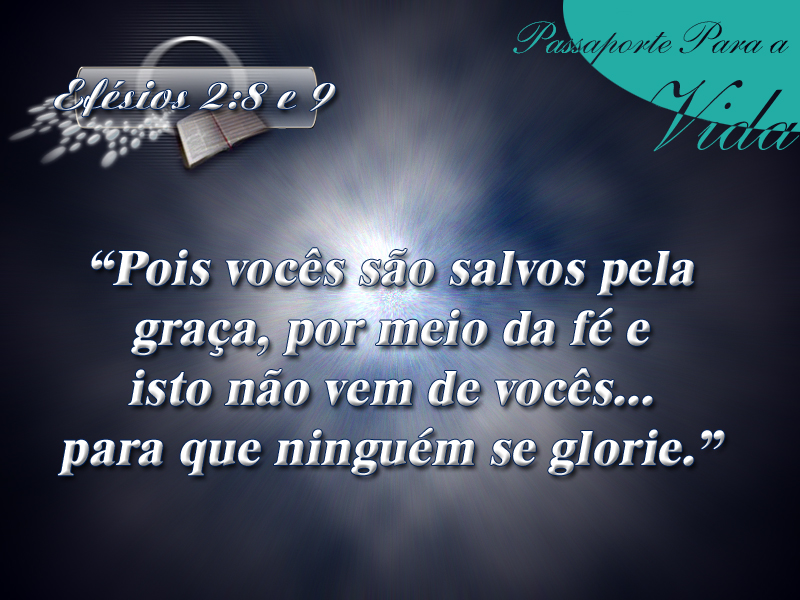 Efésios 2:8 e 9
Passaporte Para a
Vida
“Pois vocês são salvos pela
graça, por meio da fé e
isto não vem de vocês...
para que ninguém se glorie.”